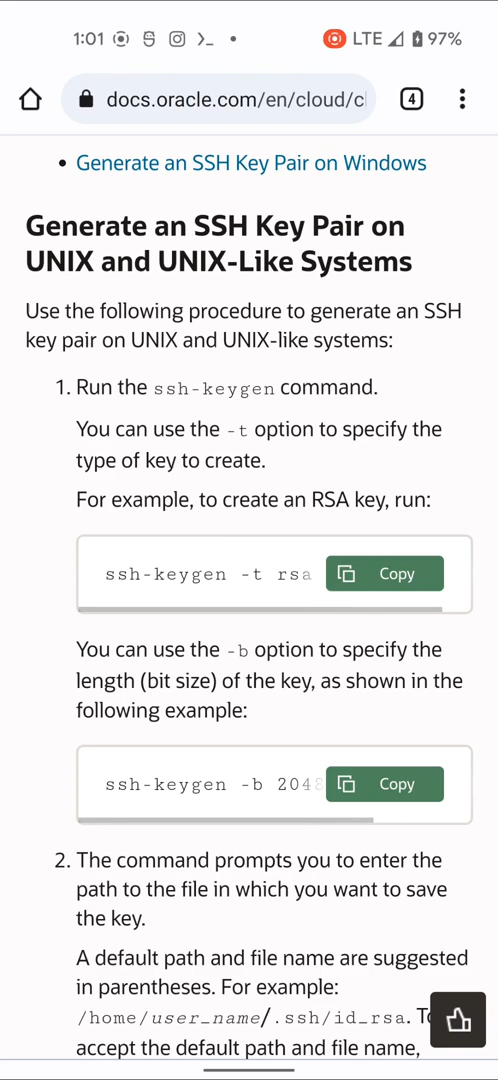 1:01
LTE 97%
docs.oracle.com/en/cloud/cl
4
• Generate an SSH Key Pair on Windows
Generate an SSH Key Pair on
UNIX and UNIX-Like Systems
Use the following procedure to generate an SSH
key pair on UNIX and UNIX-like systems:
1. Run the ssh-keygen command.
You can use the -t option to specify the
type of key to create.
For example, to create an RSA key, run:
ssh-keygen -t rsa
Copy
You can use the -b option to specify the
length (bit size) of the key, as shown in the
following example:
ssh-keygen -b 2048
Copy
2. The command prompts you to enter the
path to the file in which you want to save
the key.
A default path and file name are suggested
in parentheses. For example:
/home/user_name/.ssh/id_rsa. To
accept the default path and file name,